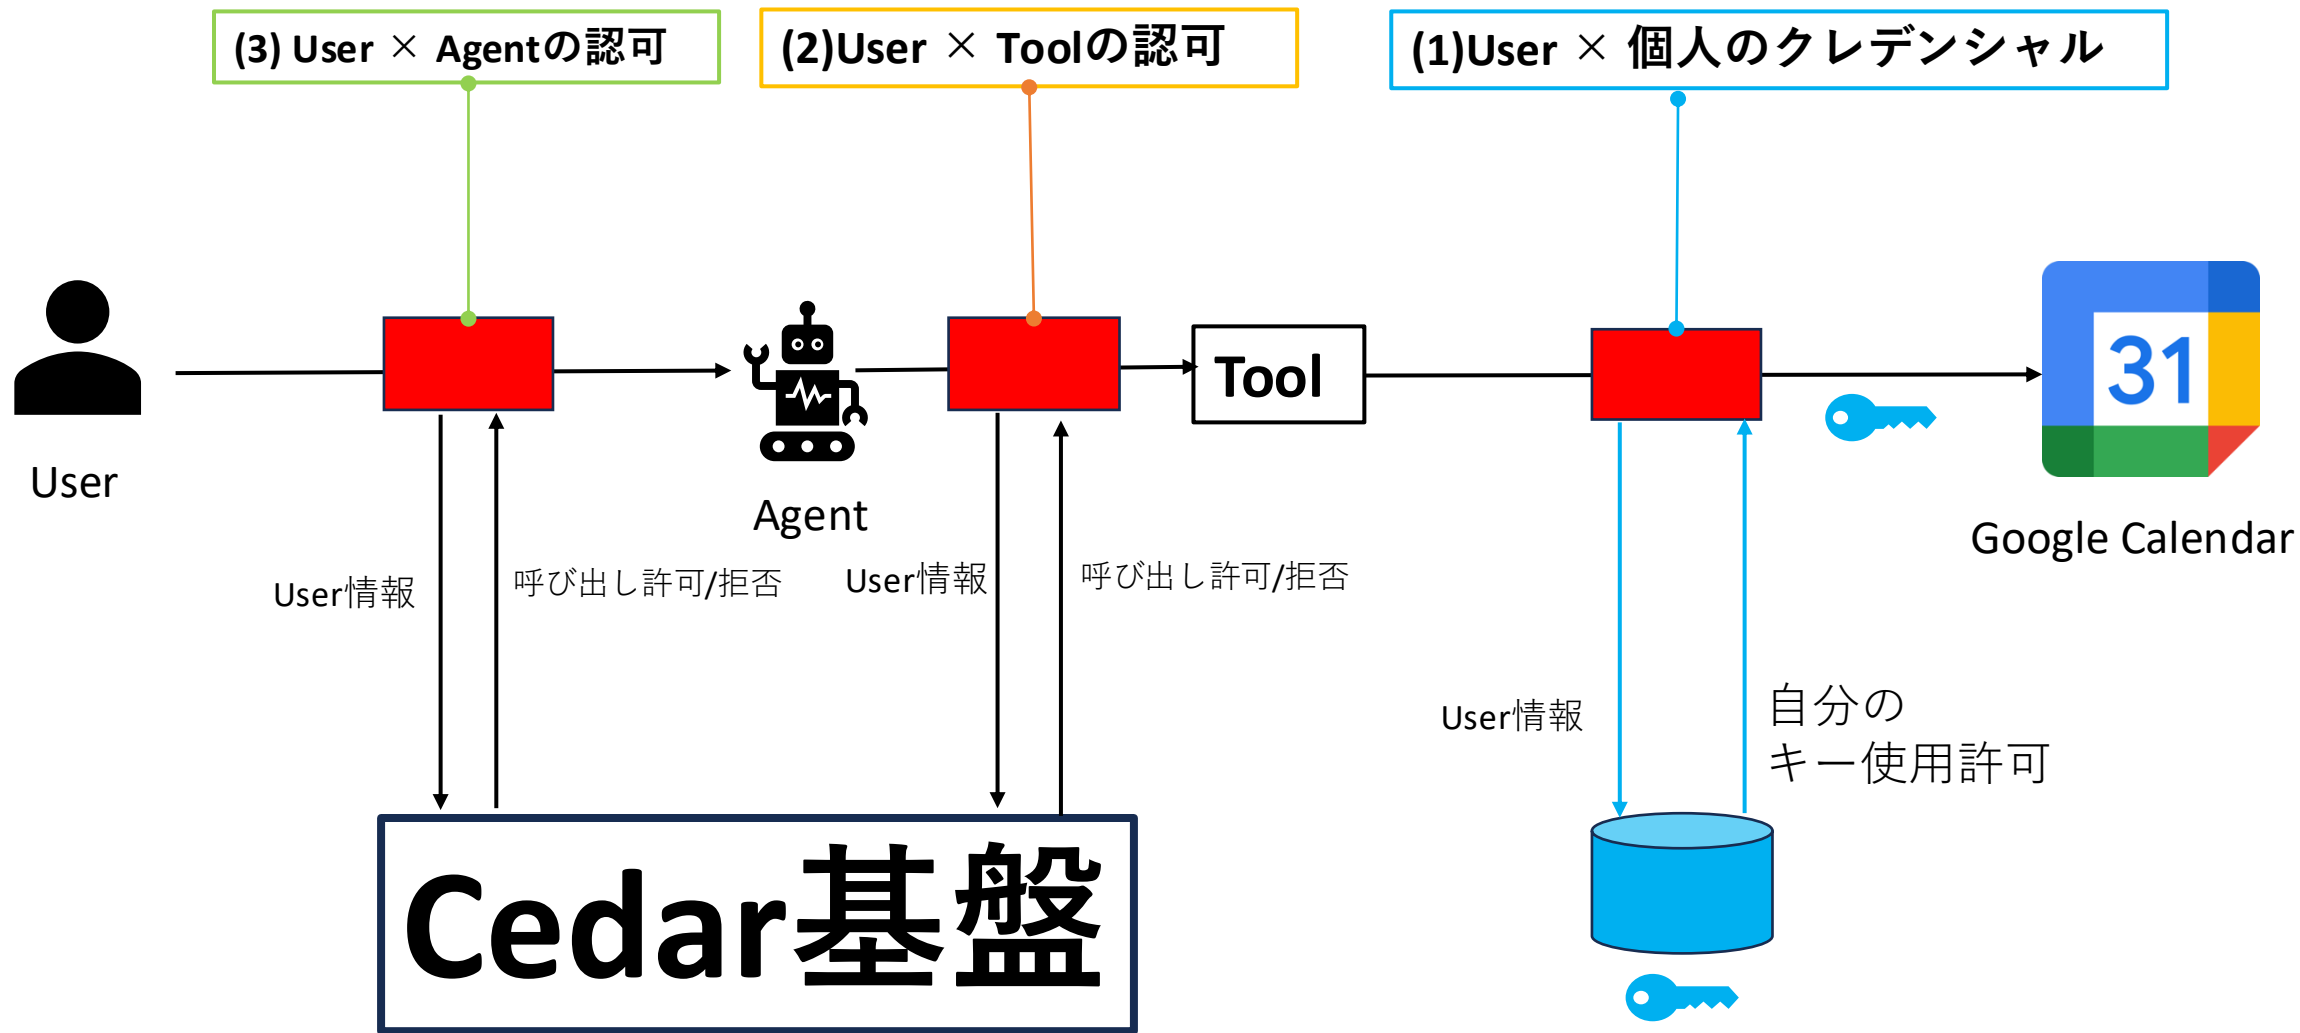 (3) User × Agentの認可
(2)User × Toolの認可
(1)User × 個人のクレデンシャル
User
Agent
Tool
31
Google Calendar
User情報
呼び出し許可/拒否
User情報
呼び出し許可/拒否
User情報
自分の
キー使用許可
Cedar基盤